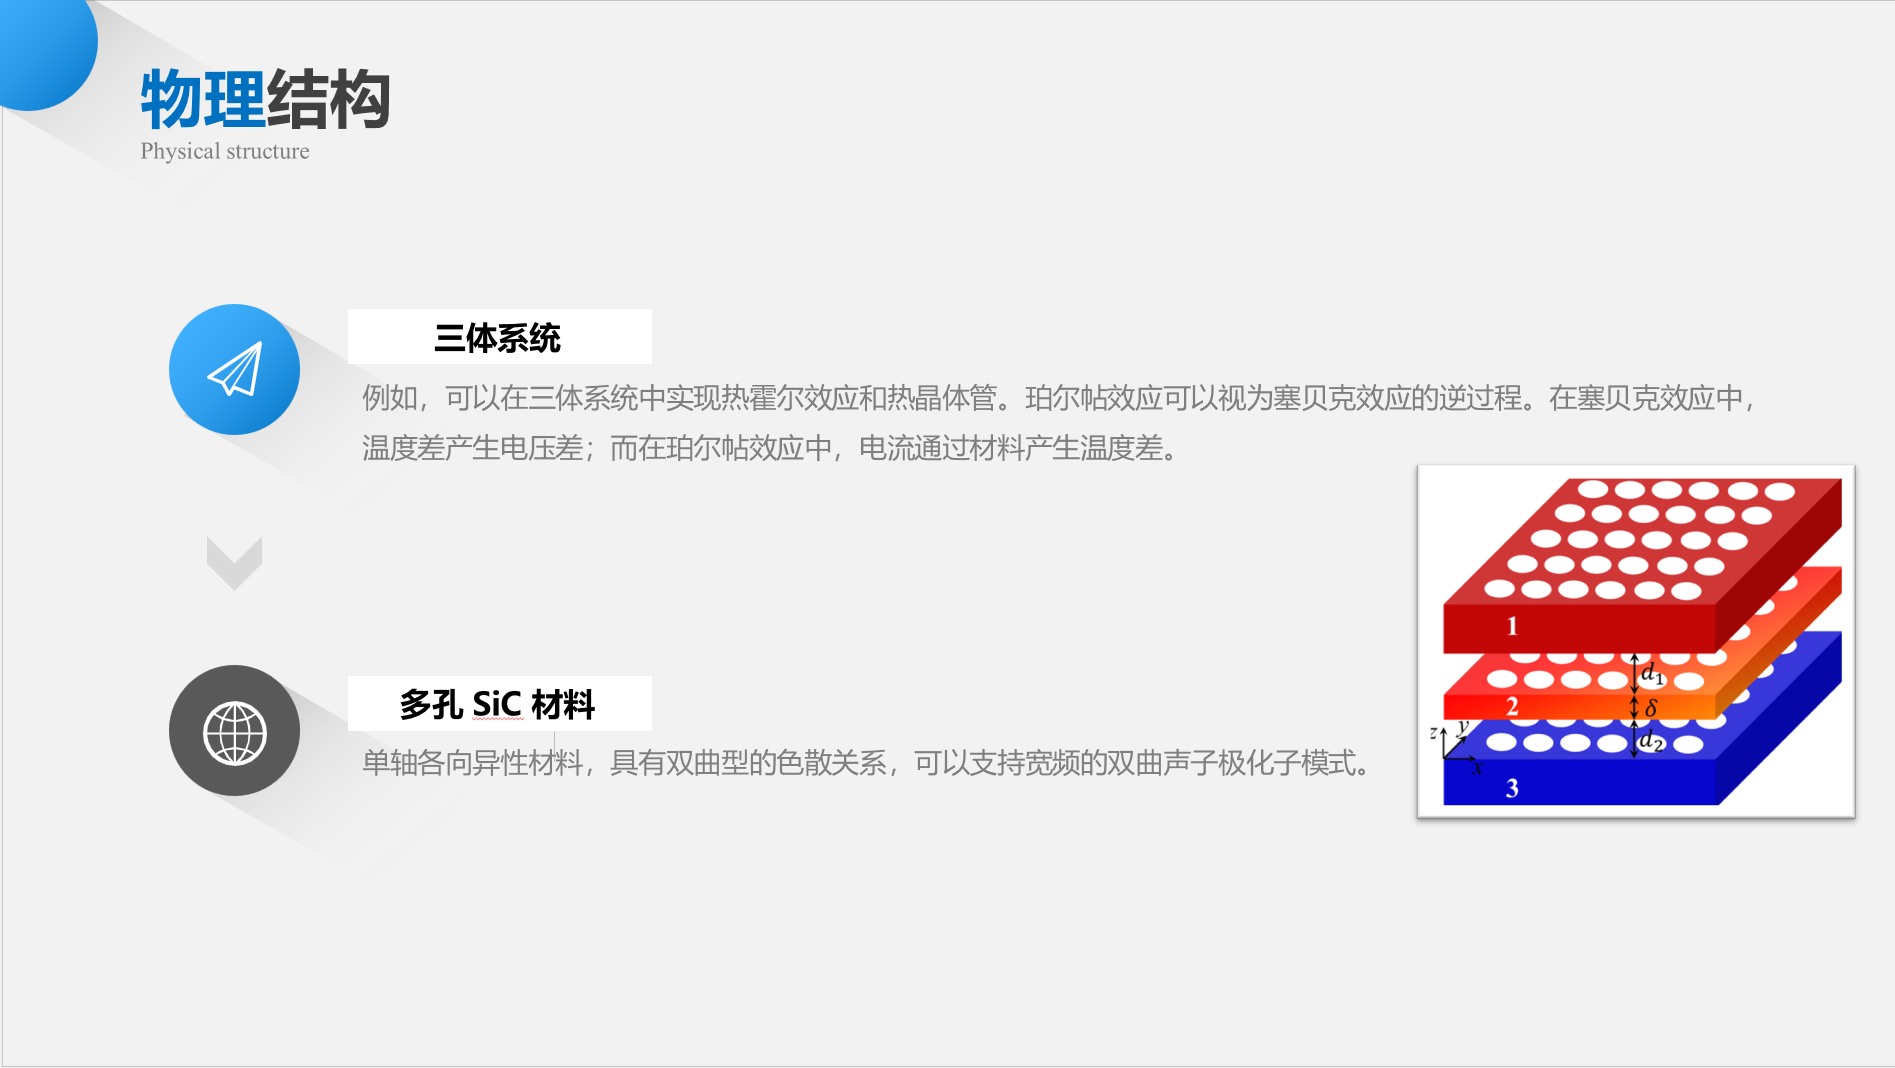 物理结构
Physical structure
三体系统
例如，可以在三体系统中实现热霍尔效应和热晶体管。珀尔帖效应可以视为塞贝克效应的逆过程。在塞贝克效应中，
温度差产生电压差；而在珀尔帖效应中，电流通过材料产生温度差。
多孔 SiC 材料
单轴各向异性材料，具有双曲型的色散关系，可以支持宽频的双曲声子极化子模式。
1
d₁
2
δ
d₂
z
y
x
3